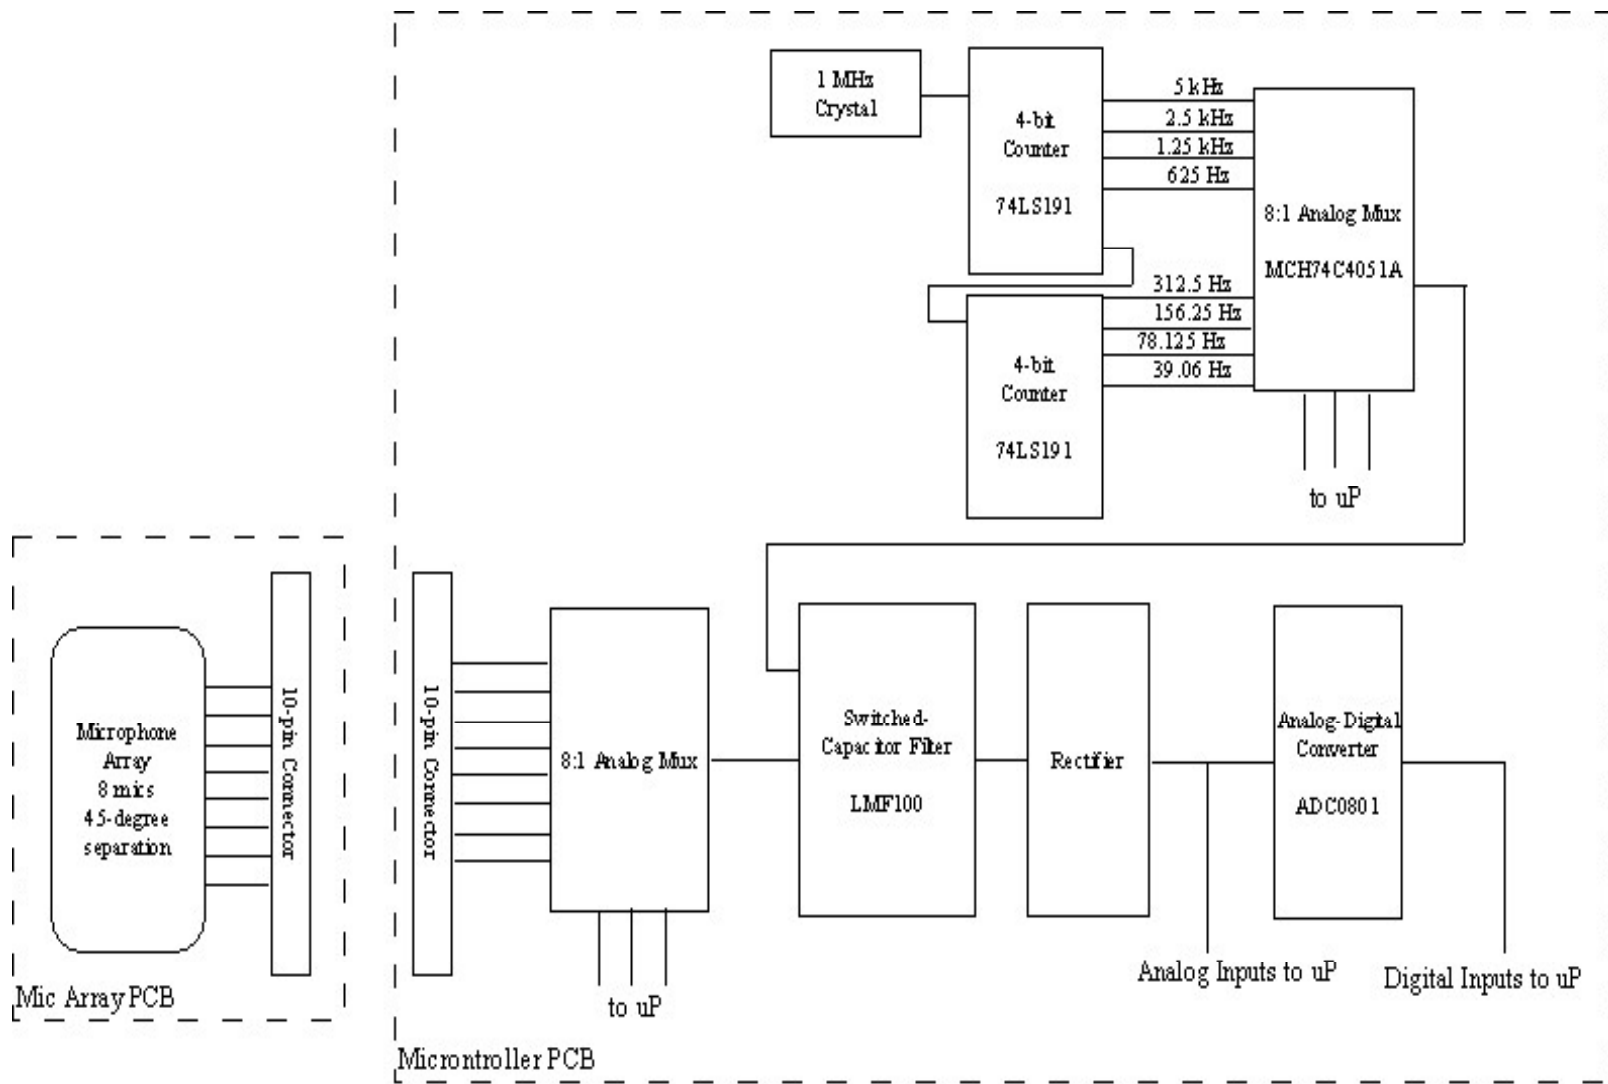 1 MHz
Crystal
4-bit
Counter
74LS191
5 kHz
2.5 kHz
1.25 kHz
625 Hz
8:1 Analog Mux
MCH74C4051A
312.5 Hz
156.25 Hz
78.125 Hz
39.06 Hz
4-bit
Counter
74LS191
to uP
Microphone
Array
8 mics
45-degree
separation
10-pin Connector
Mic Array PCB
10-pin Connector
8:1 Analog Mux
to uP
Switched-
Capacitor Filter
LMF100
Rectifier
Analog-Digital
Converter
ADC0801
Analog Inputs to uP
Digital Inputs to uP
Microntroller PCB